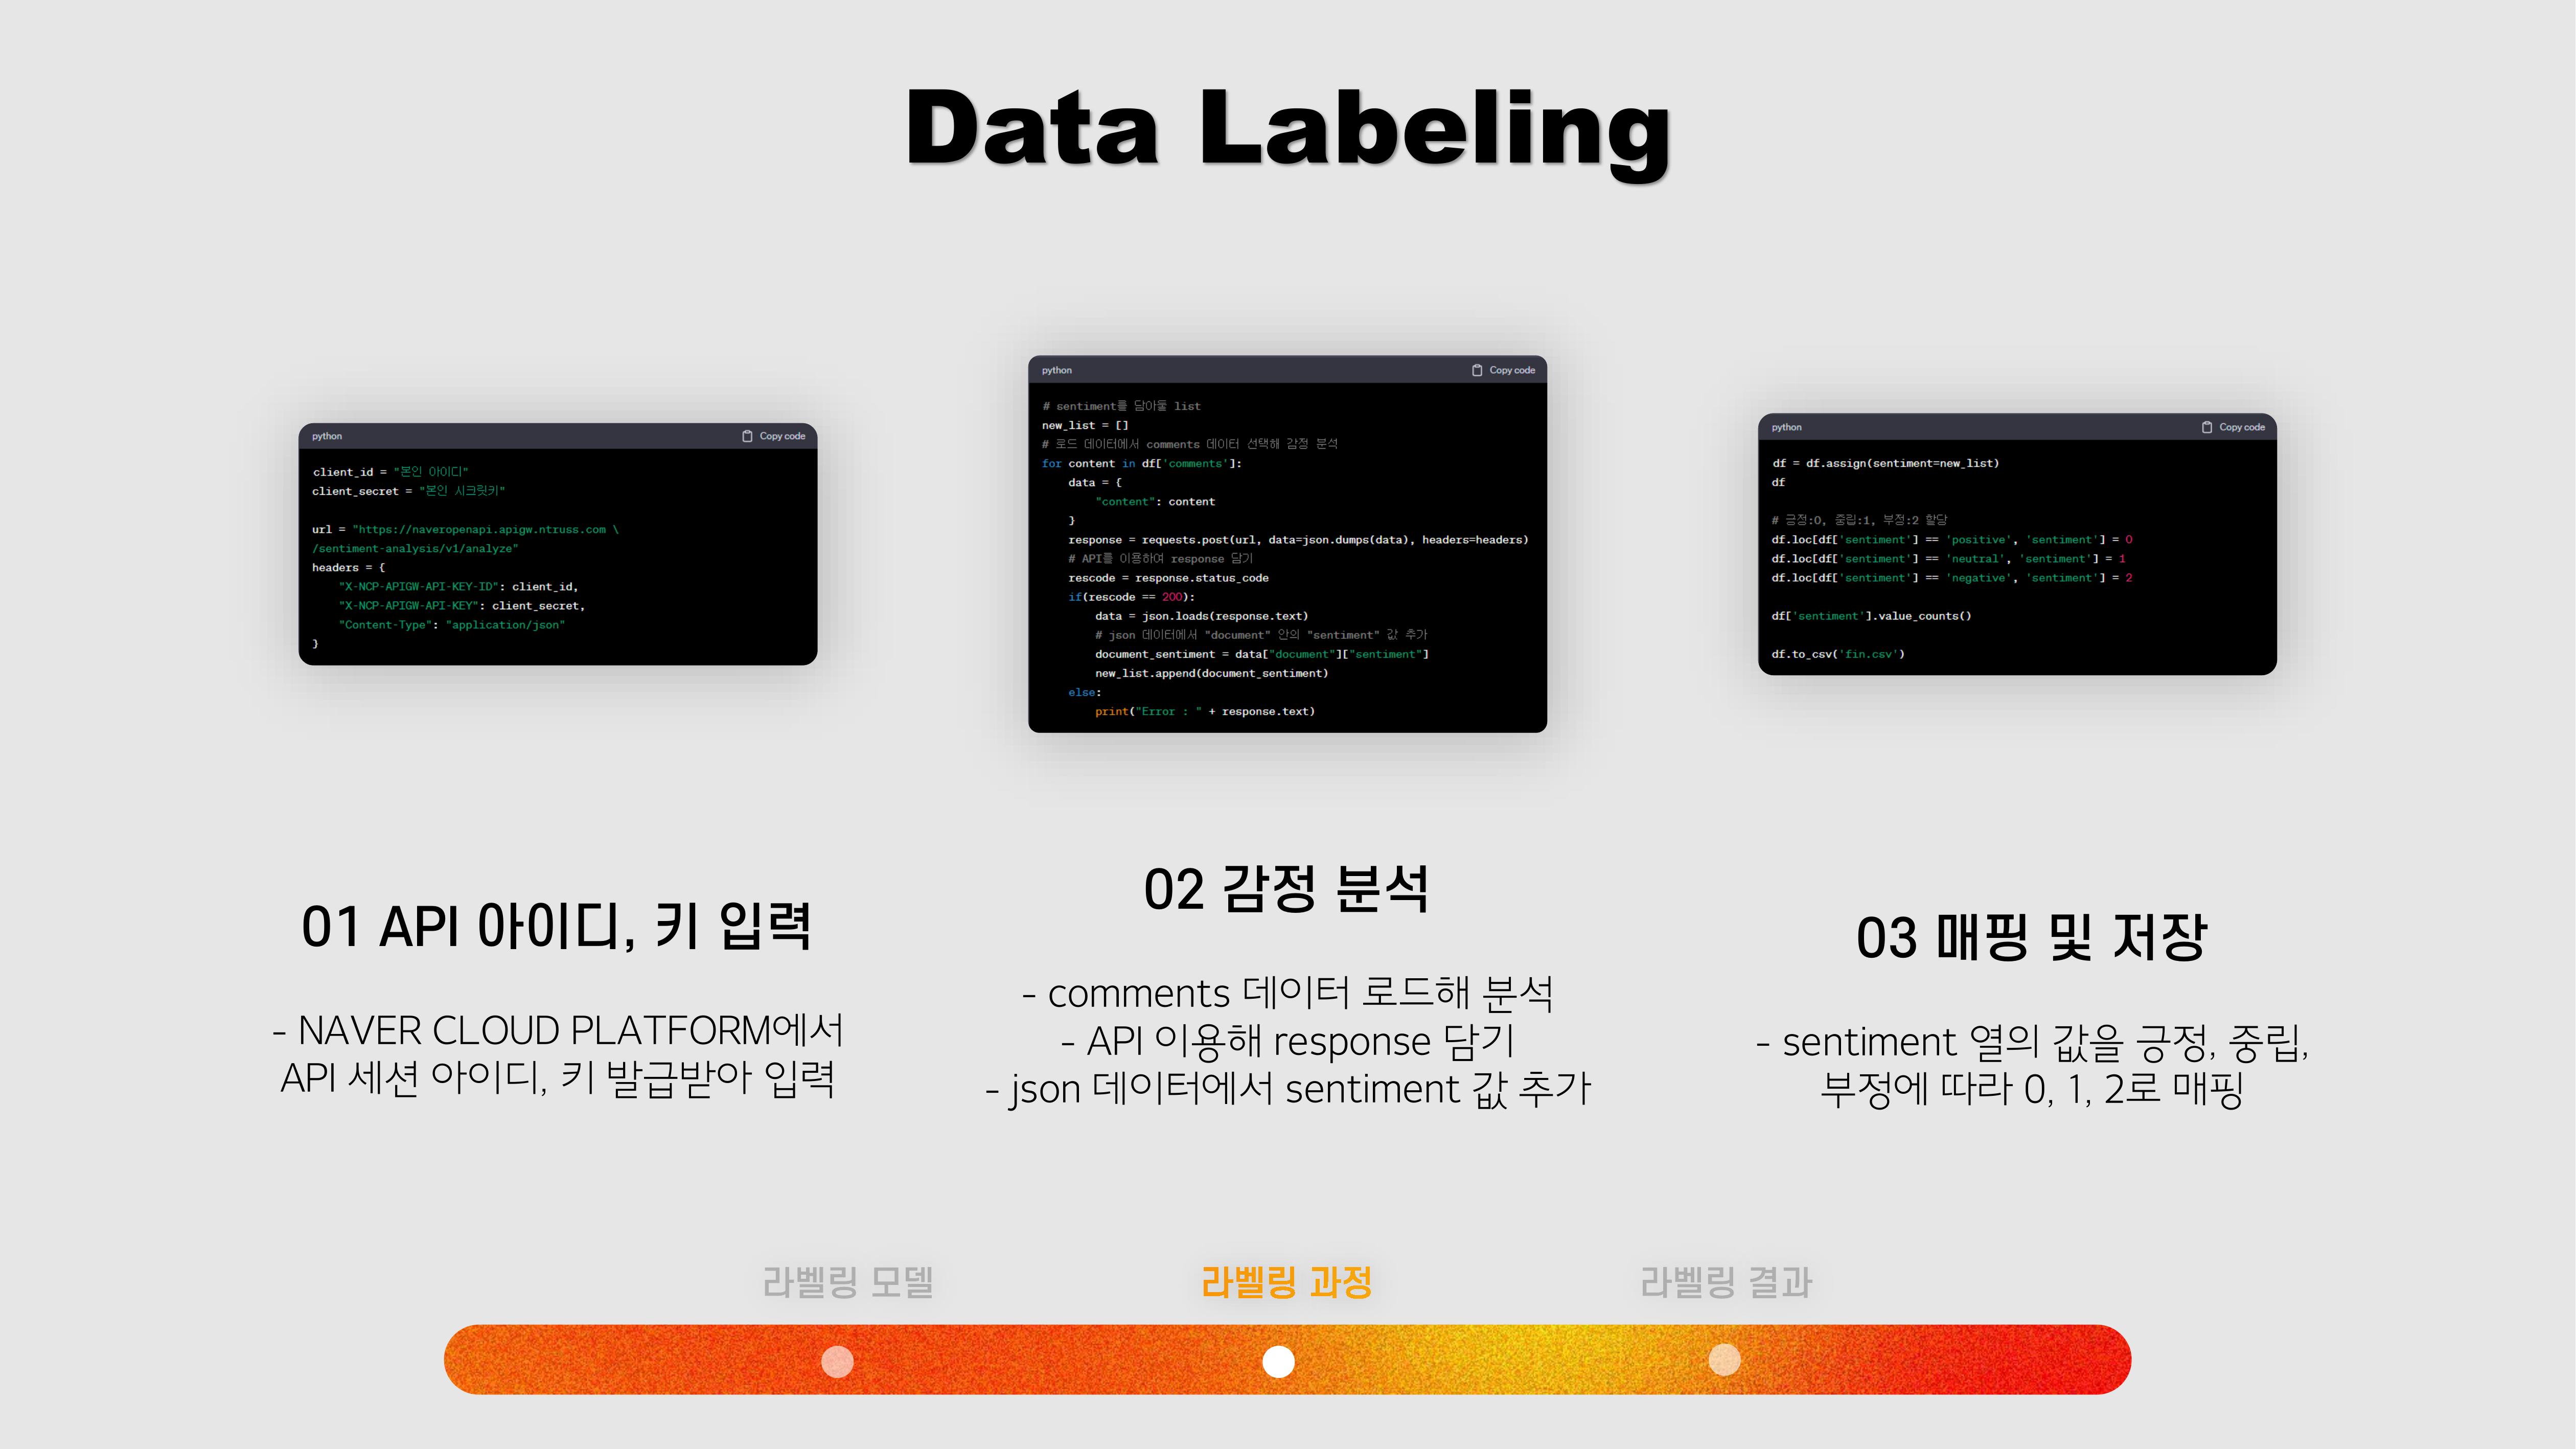 Data Labeling
python
Copy code
client_id = "본인 아이디"
client_secret = "본인 시크릿키"
url = "https://naveropenapi.apigw.ntruss.com \
/sentiment-analysis/v1/analyze"
headers = {
"X-NCP-APIGW-API-KEY-ID": client_id,
"X-NCP-APIGW-API-KEY": client_secret,
"Content-Type": "application/json"
}
01 API 아이디, 키 입력
- NAVER CLOUD PLATFORM에서
API 세션 아이디, 키 발급받아 입력
python
Copy code
# sentiment를 담아둘 list
new_list = []
# 로드 데이터에서 comments 데이터 선택해 감정 분석
for content in df['comments']:
data = {
"content": content
}
response = requests.post(url, data=json.dumps(data), headers=headers)
# API를 이용하여 response 담기
rescode = response.status_code
if(rescode == 200):
data = json.loads(response.text)
# json 데이터에서 "document" 안의 "sentiment" 값 추가
document_sentiment = data["document"]["sentiment"]
new_list.append(document_sentiment)
else:
print("Error : " + response.text)
02 감정 분석
- comments 데이터 로드해 분석
- API 이용해 response 담기
- json 데이터에서 sentiment 값 추가
python
Copy code
df = df.assign(sentiment=new_list)
df
# 긍정:0, 중립:1, 부정:2 할당
df.loc[df['sentiment'] == 'positive', 'sentiment'] = 0
df.loc[df['sentiment'] == 'neutral', 'sentiment'] = 1
df.loc[df['sentiment'] == 'negative', 'sentiment'] = 2
df['sentiment'].value_counts()
df.to_csv('fin.csv')
03 매핑 및 저장
- sentiment 열의 값을 긍정, 중립,
부정에 따라 0, 1, 2로 매핑
라벨링 모델
라벨링 과정
라벨링 결과